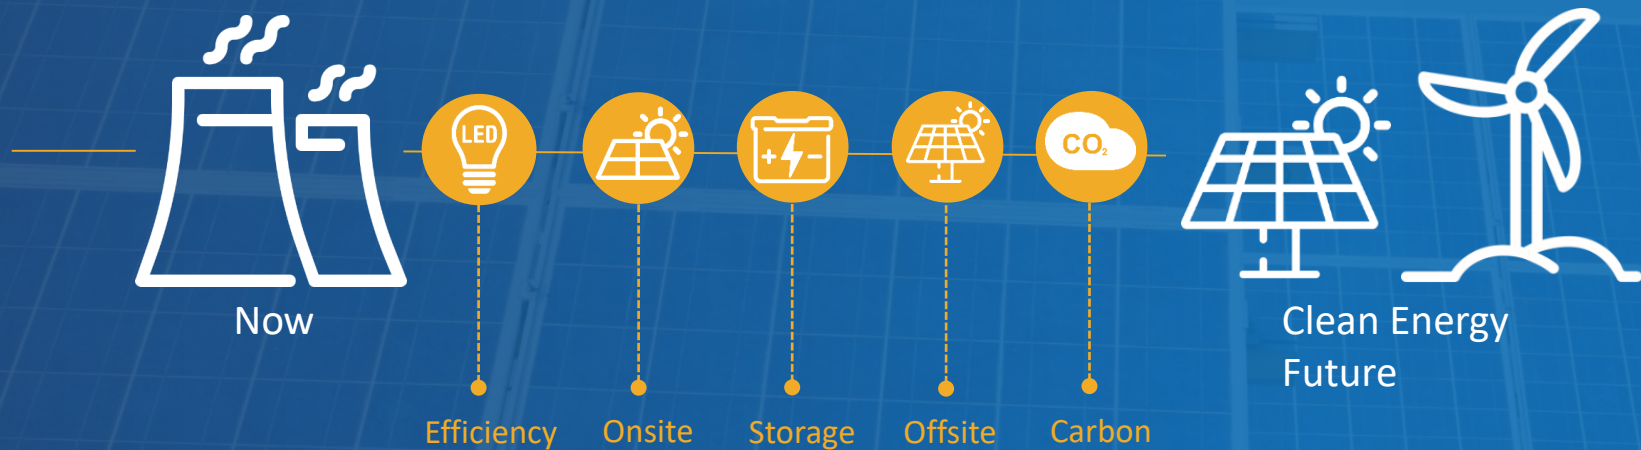 LED
CO₂
Now
Clean Energy
Future
Efficiency
Onsite
Storage
Offsite
Carbon